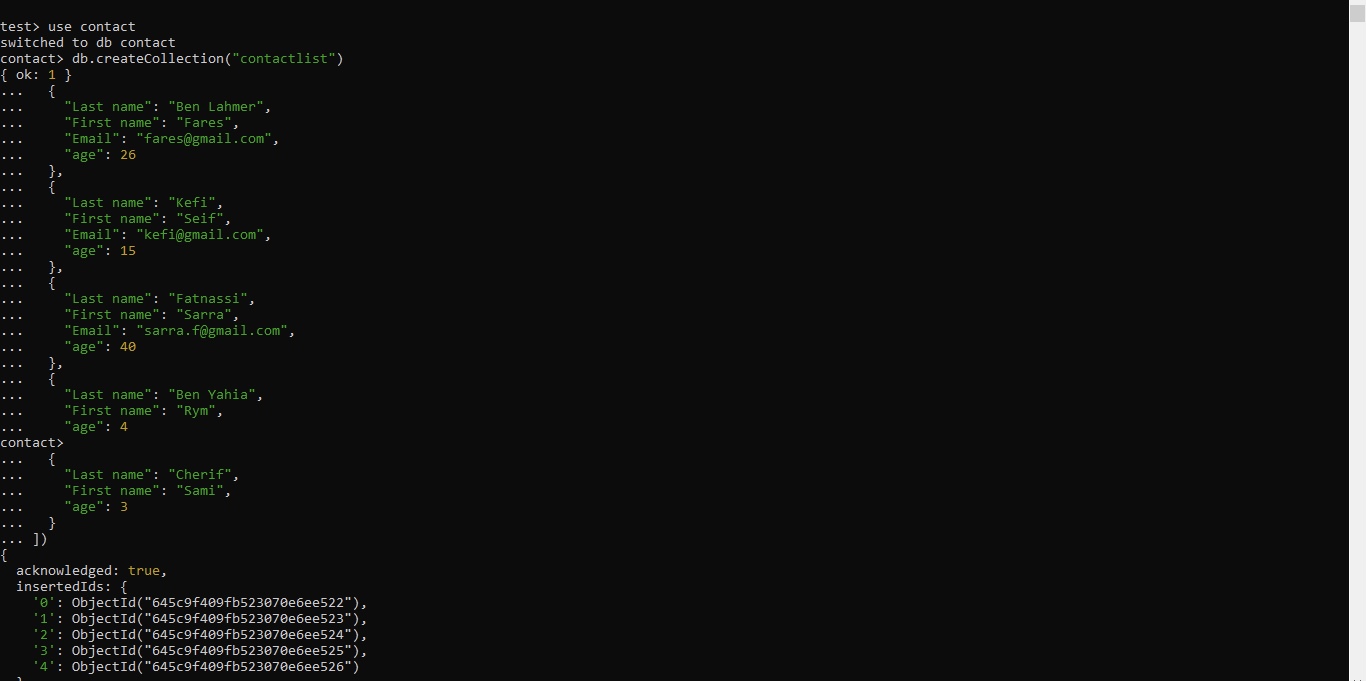 test> use contact
switched to db contact
contact> db.createCollection("contactlist")
{ ok: 1 }
...   {
...     "Last name": "Ben Lahmer",
...     "First name": "Fares",
...     "Email": "fares@gmail.com",
...     "age": 26
...   },
...   {
...     "Last name": "Kefi",
...     "First name": "Seif",
...     "Email": "kefi@gmail.com",
...     "age": 15
...   },
...   {
...     "Last name": "Fatnassi",
...     "First name": "Sarra",
...     "Email": "sarra.f@gmail.com",
...     "age": 40
...   },
...   {
...     "Last name": "Ben Yahia",
...     "First name": "Rym",
...     "age": 4
contact>
...   {
...     "Last name": "Cherif",
...     "First name": "Sami",
...     "age": 3
...   }
... ])
{
  acknowledged: true,
  insertedIds: {
    '0': ObjectId("645c9f409fb523070e6ee522"),
    '1': ObjectId("645c9f409fb523070e6ee523"),
    '2': ObjectId("645c9f409fb523070e6ee524"),
    '3': ObjectId("645c9f409fb523070e6ee525"),
    '4': ObjectId("645c9f409fb523070e6ee526")
  }